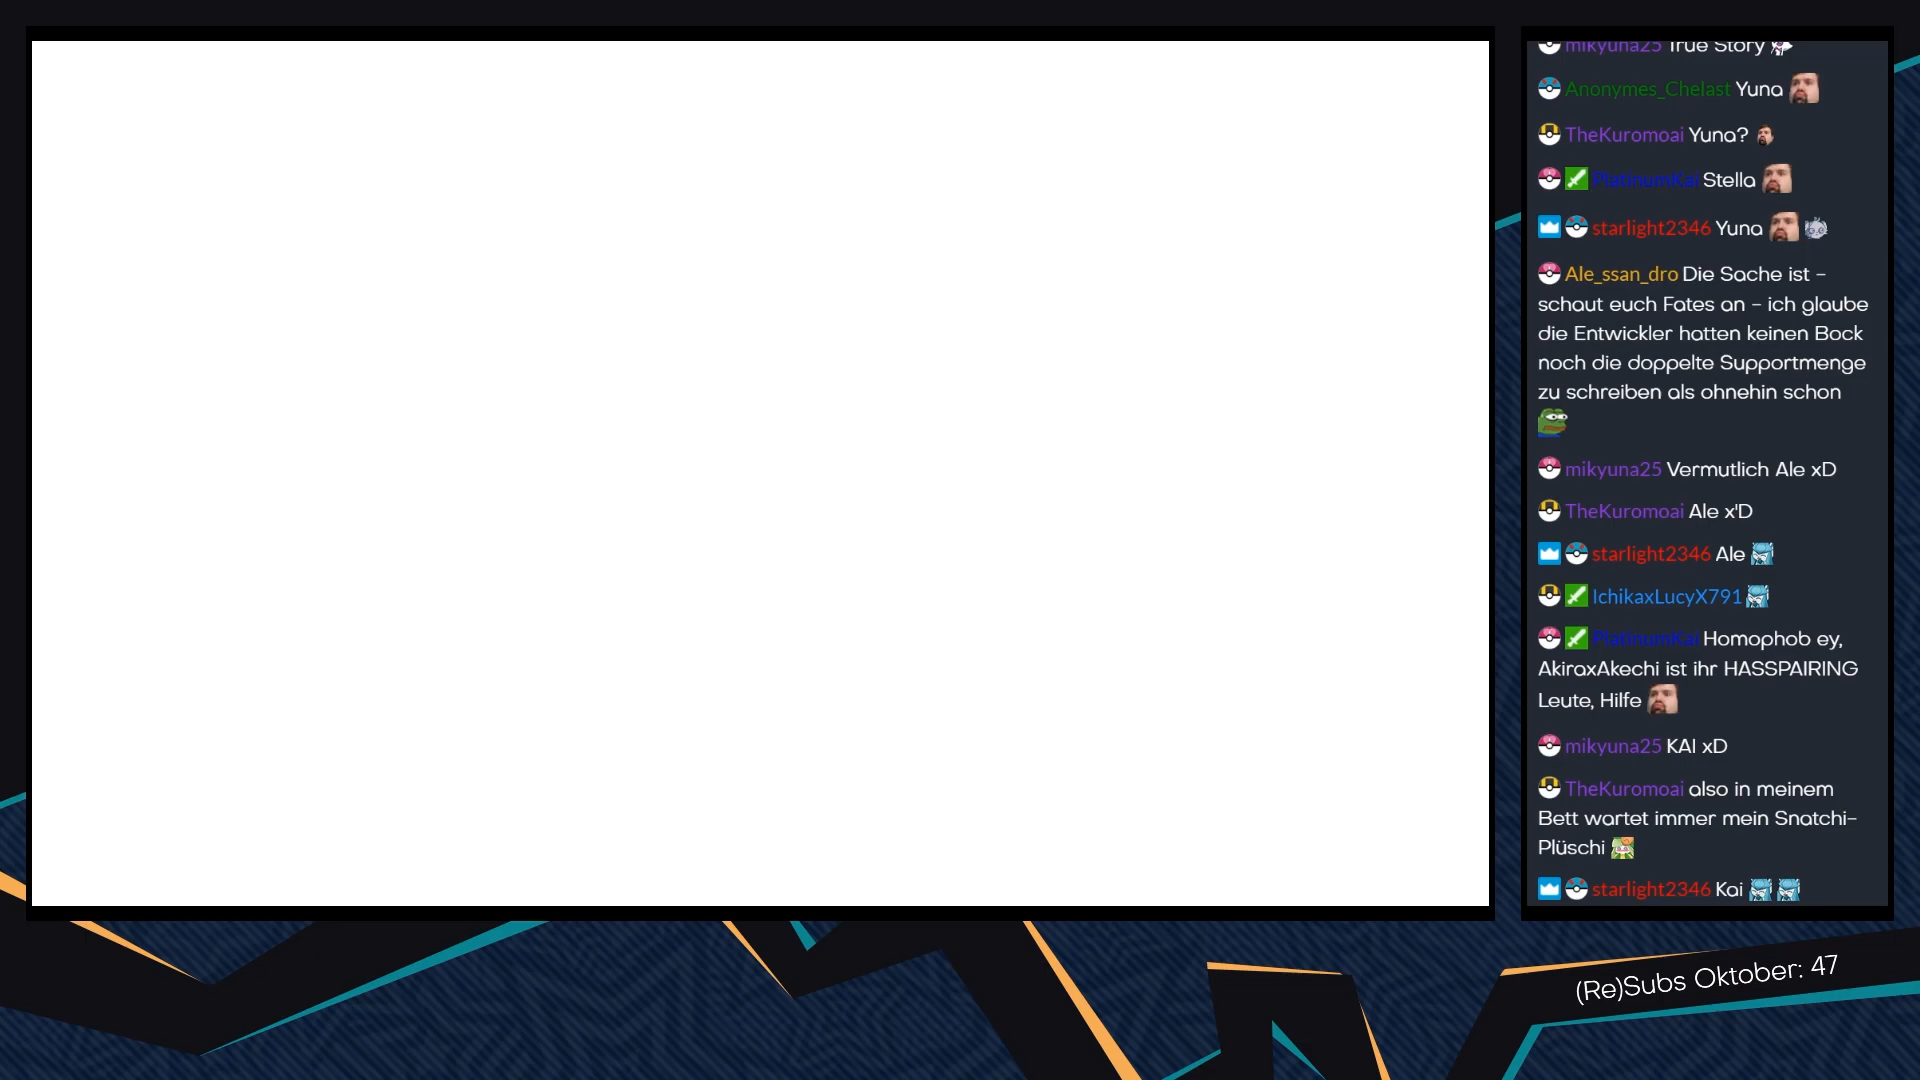 mikyuna25 True Story
Anonymes_Chelast Yuna
TheKuromoai Yuna?
PlatinumKai Stella
starlight2346 Yuna
Ale_ssan_dro Die Sache ist -
schaut euch Fates an - ich glaube
die Entwickler hatten keinen Bock
noch die doppelte Supportmenge
zu schreiben als ohnehin schon
mikyuna25 Vermutlich Ale xD
TheKuromoai Ale x'D
starlight2346 Ale
IchikaxLucyX791
PlatinumKai Homophob ey,
AkiraxAkechi ist ihr HASSPAIRING
Leute, Hilfe
mikyuna25 KAI xD
TheKuromoai also in meinem
Bett wartet immer mein Snatchi-
Plüschi
starlight2346 Kai
(Re)Subs Oktober: 47